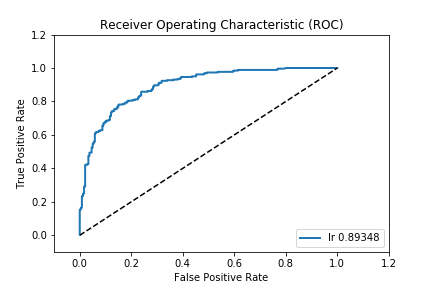 Receiver Operating Characteristic (ROC)
1.2
1.0
0.8
0.6
0.4
0.2
0.0
True Positive Rate
lr 0.89348
0.0 0.2 0.4 0.6 0.8 1.0 1.2
False Positive Rate